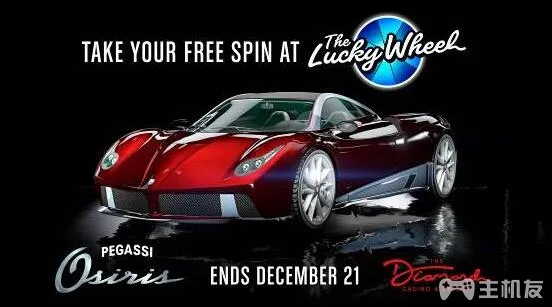 TAKE YOUR FREE SPIN AT The Lucky Wheel
PEGASSI
Osiris
ENDS DECEMBER 21
THE
Diamond
CASINO
主机友